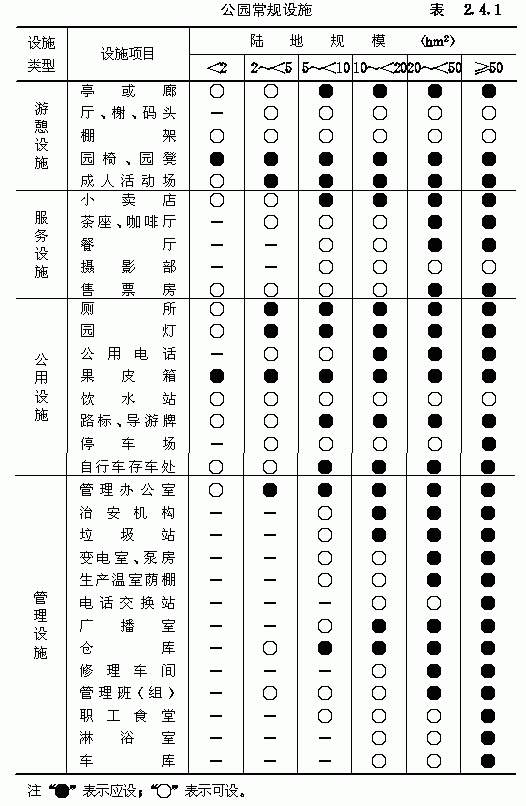 公园常规设施 表 2.4.1
设施类型 设施项目 陆地规模 (hm²)
<2 2~<5 5~<10 10~<20 20~<50 ≥50
游憩设施
亭或廊 ○ ○ ● ● ● ●
厅、榭、码头 — ○ ○ ○ ○ ○
棚架 ○ ○ ○ ○ ○ ○
园椅、园凳 ● ● ● ● ● ●
成人活动场 ○ ● ● ● ● ●
服务设施
小卖店 ○ ○ ● ● ● ●
茶座、咖啡厅 — ○ ○ ○ ● ●
餐厅 — — ○ ○ ● ●
摄影部 — — ○ ○ ○ ○
售票房 ○ ○ ○ ○ ● ●
公用设施
厕所 ○ ● ● ● ● ●
园灯 ○ ● ● ● ● ●
公用电话 — ○ ○ ● ● ●
果皮箱 ● ● ● ● ● ●
饮水站 ○ ○ ○ ○ ○ ○
路标、导游牌 ○ ○ ● ● ● ●
停车场 — ○ ○ ○ ○ ●
自行车存车处 ○ ○ ● ● ● ●
管理设施
管理办公室 ○ ● ● ● ● ●
治安机构 — — ○ ● ● ●
垃圾站 — — ○ ● ● ●
变电室、泵房 — — ○ ○ ● ●
生产温室荫棚 — — ○ ○ ● ●
电话交换站 — — — ○ ○ ●
广播室 — — ○ ● ● ●
仓库 — ○ ● ● ● ●
修理车间 — — — ○ ● ●
管理班(组) — ○ ○ ○ ● ●
职工食堂 — — ○ ○ ○ ●
淋浴室 — — — ○ ○ ●
车库 — — — ○ ○ ●
注 “●”表示应设；“○”表示可设。